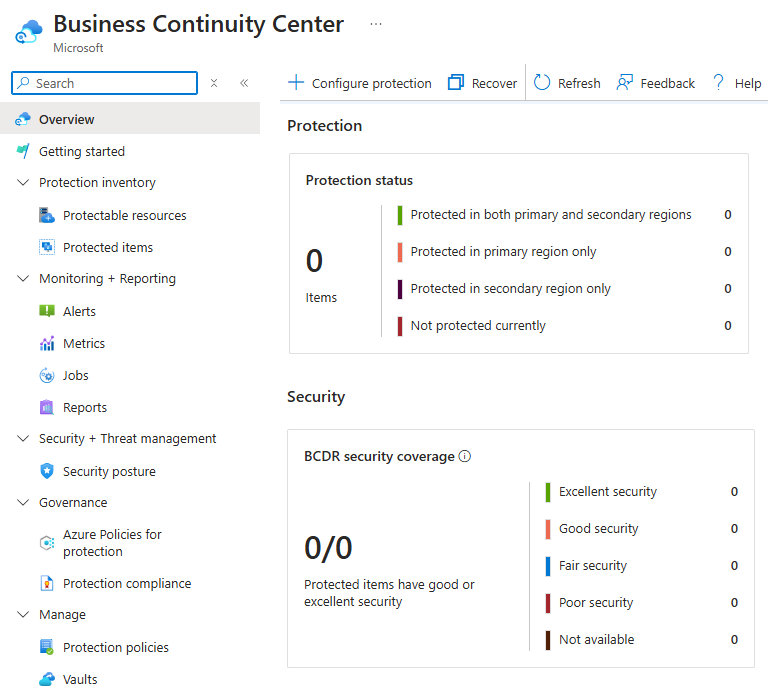 Business Continuity Center ...
Microsoft
Search
Configure protection
Recover
Refresh
Feedback
Help
Overview
Getting started
Protection inventory
Protectable resources
Protected items
Monitoring + Reporting
Alerts
Metrics
Jobs
Reports
Security + Threat management
Security posture
Governance
Azure Policies for
protection
Protection compliance
Manage
Protection policies
Vaults
Protection
Protection status
0
Items
Protected in both primary and secondary regions 0
Protected in primary region only 0
Protected in secondary region only 0
Not protected currently 0
Security
BCDR security coverage
0/0
Protected items have good or
excellent security
Excellent security 0
Good security 0
Fair security 0
Poor security 0
Not available 0